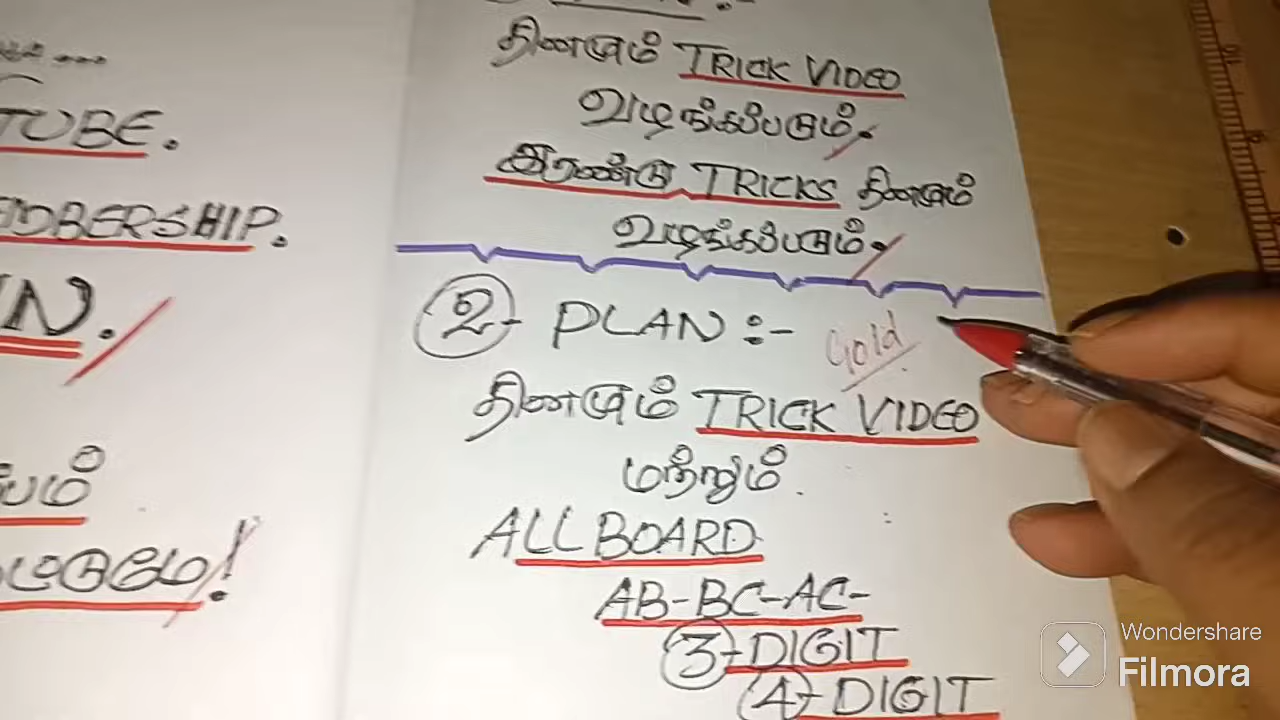 TUBE.
MEMBERSHIP.
N.
தினமும் TRICK VIDEO
வழங்கப்படும்.
இரண்டு TRICKS தினமும்
வழங்கப்படும்.
2- PLAN :- Gold
தினமும் TRICK VIDEO
மற்றும்.
ALL BOARD
AB-BC-AC-
3-DIGIT
4-DIGIT
Wondershare
Filmora